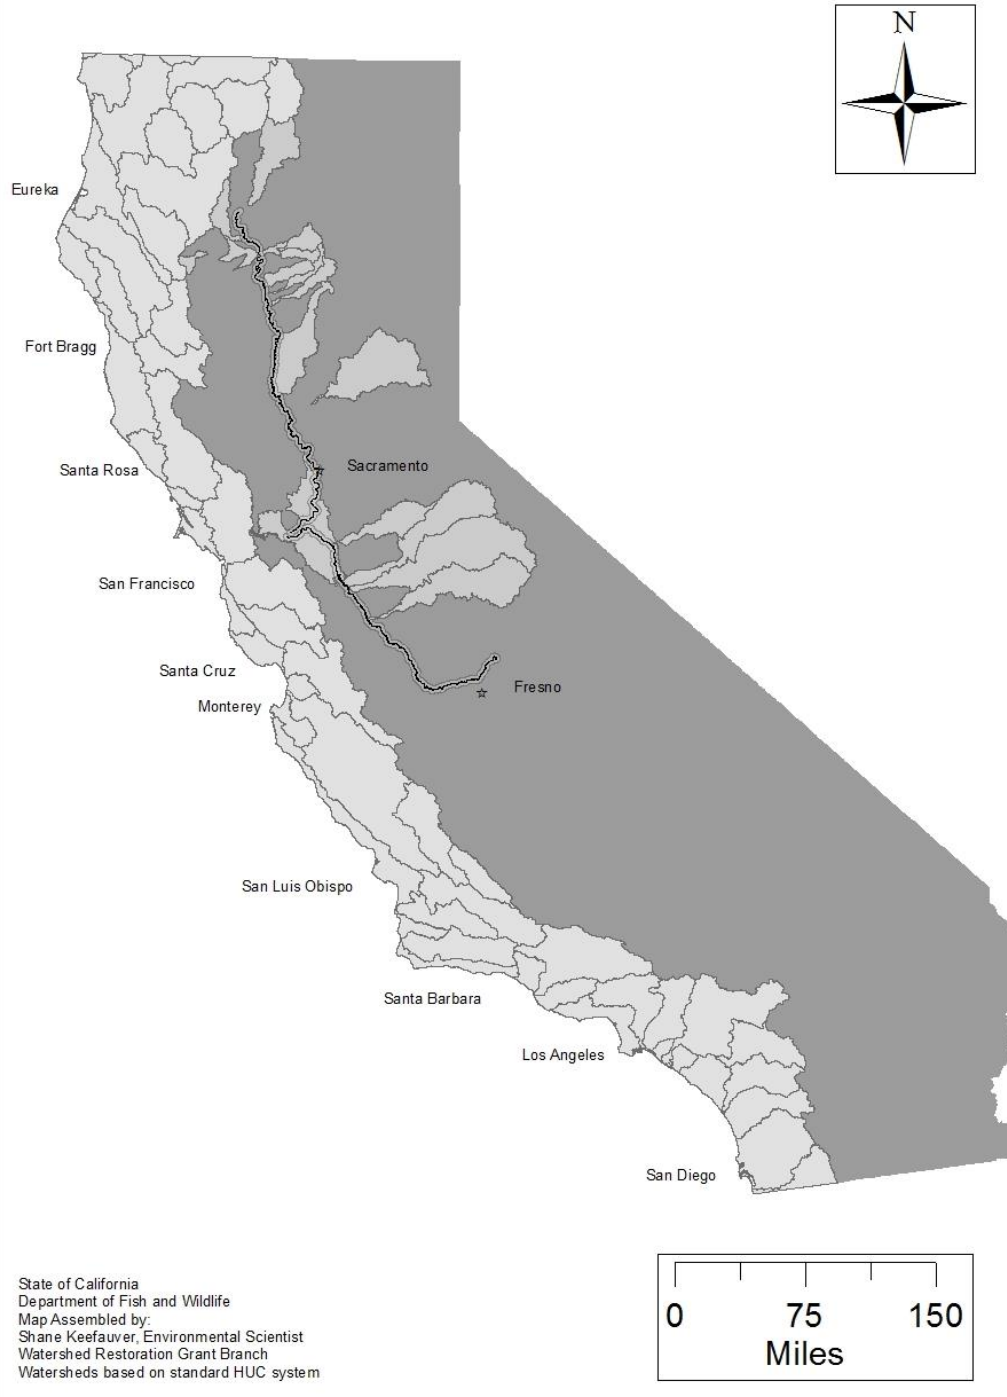 N
Eureka
Fort Bragg
Santa Rosa
Sacramento
San Francisco
Santa Cruz
Fresno
Monterey
San Luis Obispo
Santa Barbara
Los Angeles
San Diego
State of California
Department of Fish and Wildlife
Map Assembled by:
Shane Keefauver, Environmental Scientist
Watershed Restoration Grant Branch
Watersheds based on standard HUC system
0 75 150
Miles